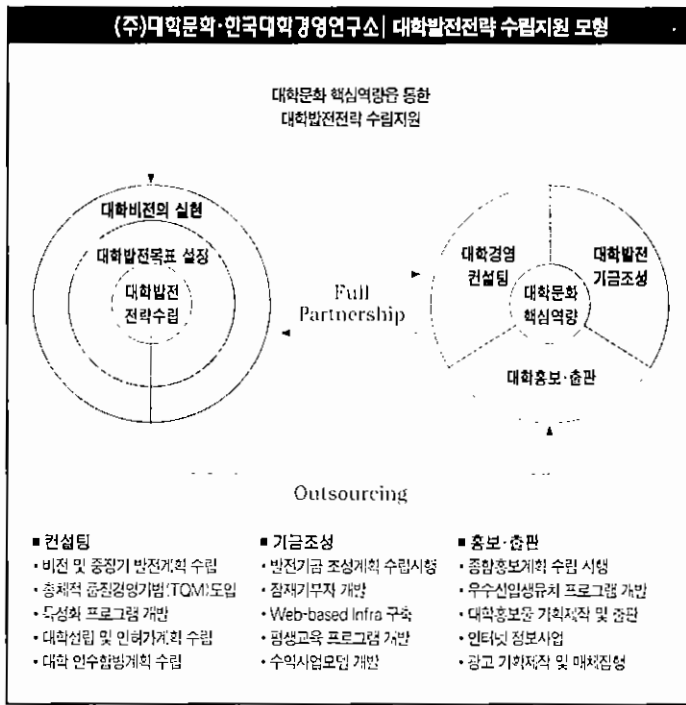 (주)대학문화·한국대학경영연구소| 대학발전전략 수립지원 모형
대학문화 핵심역량을 통한
대학발전전략 수립지원
대학비전의 실현
대학발전목표 설정
대학발전
전략수립
Full
Partnership
대학경영
컨설팅
대학발전
기금조성
대학문화
핵심역량
대학홍보·출판
Outsourcing
■ 컨설팅
· 비전 및 중장기 발전계획 수립
· 총체적 품질경영기법(TQM)도입
· 특성화 프로그램 개발
· 대학설립 및 인허가계획 수립
· 대학 인수합병계획 수립
■ 기금조성
· 발전기금 조성계획 수립시행
· 잠재기부자 개발
· Web-based Infra 구축
· 평생교육 프로그램 개발
· 수익사업모델 개발
■ 홍보·출판
· 종합홍보계획 수립 시행
· 우수신입생유치 프로그램 개발
· 대학홍보물 기획제작 및 출판
· 인터넷 정보사업
· 광고 기획제작 및 매체집행